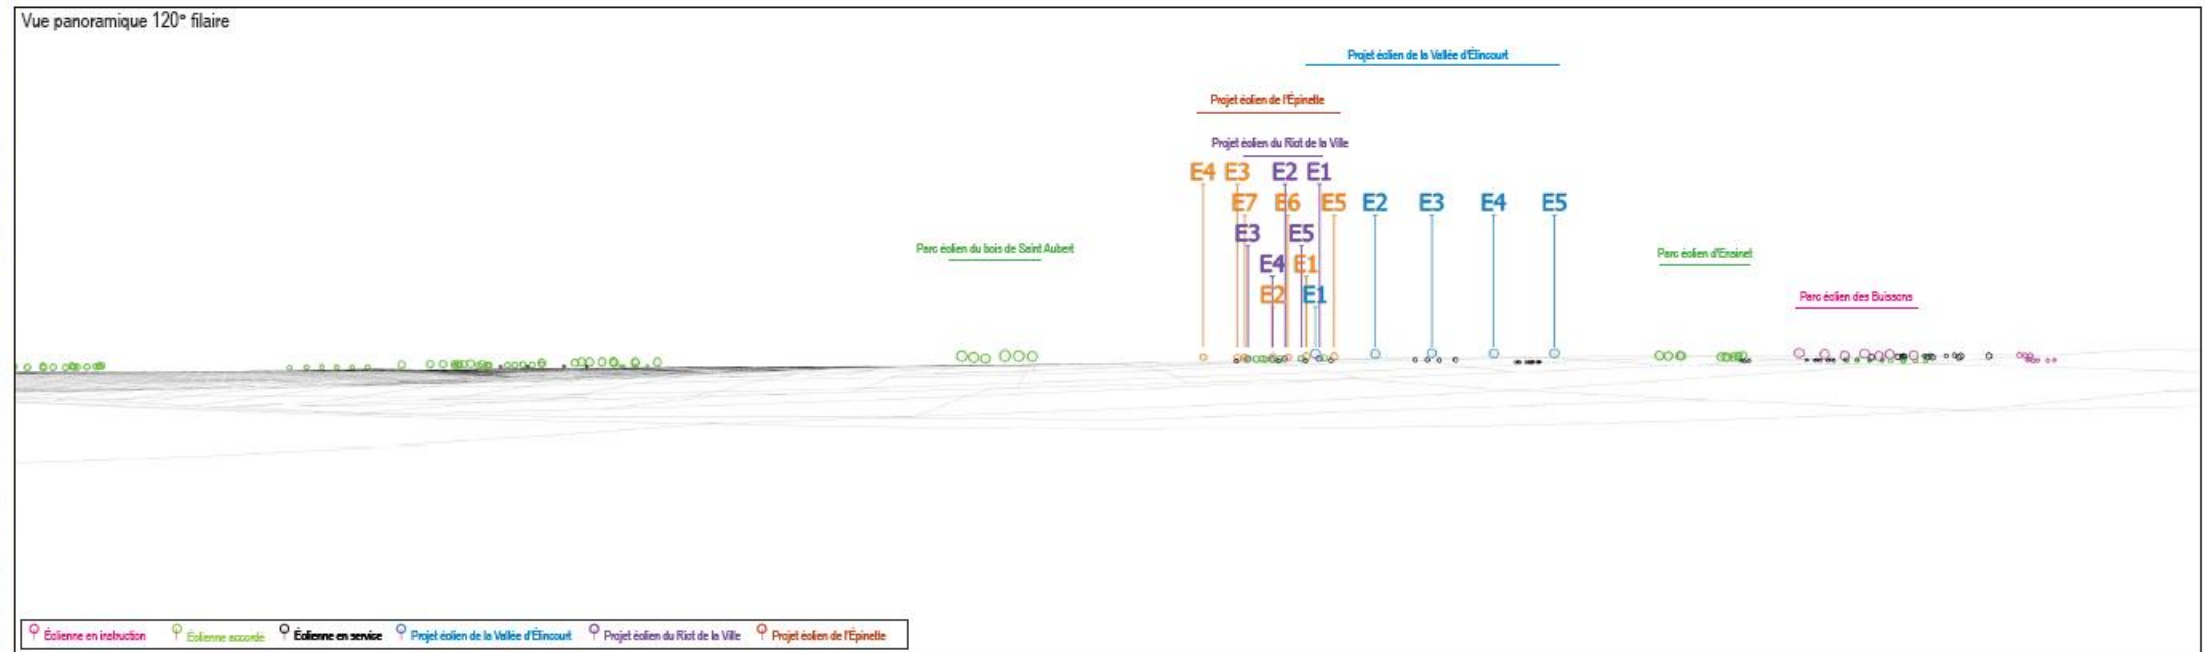 Vue panoramique 120° filaire
Projet éolien de la Vallée d'Élincourt
Projet éolien de l'Épinette
Projet éolien du Riot de la Ville
E4 E3 E2 E1
E7 E6 E5 E2 E3 E4 E5
E3 E5
Parc éolien du bois de Saint Aubert
Parc éolien d'Ensinet
E4 E1
E2 E1
Parc éolien des Buissons
Éolienne en instruction Éolienne accordé Éolienne en service Projet éolien de la Vallée d'Élincourt Projet éolien du Riot de la Ville Projet éolien de l'Épinette